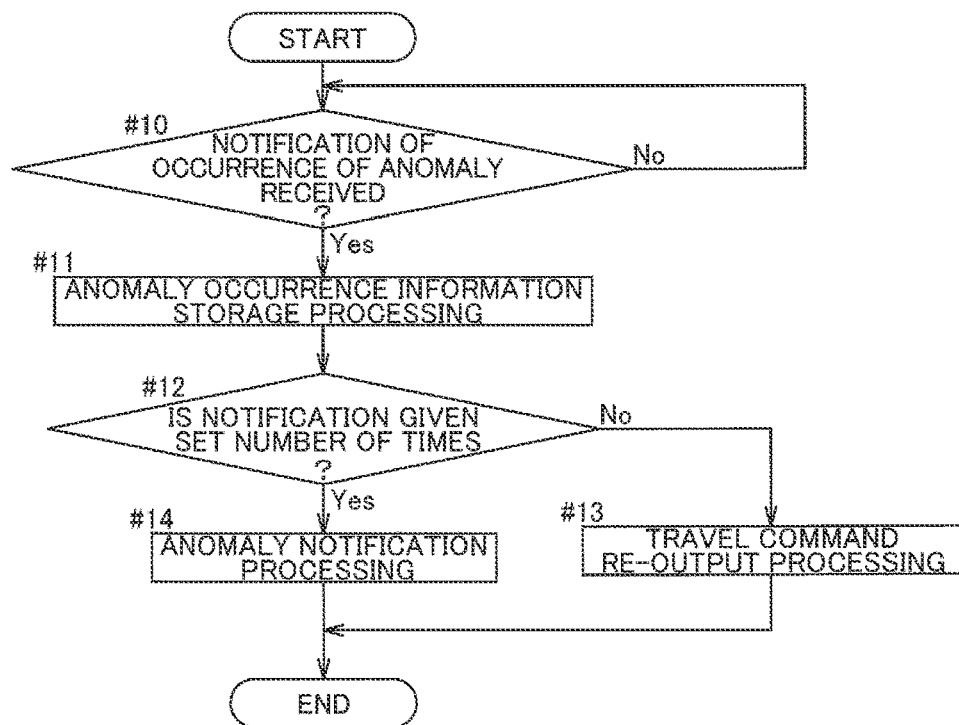 START
#10
NOTIFICATION OF
OCCURRENCE OF ANOMALY
RECEIVED
?
No
Yes
#11
ANOMALY OCCURRENCE INFORMATION
STORAGE PROCESSING
#12
IS NOTIFICATION GIVEN
SET NUMBER OF TIMES
?
No
Yes
#14
ANOMALY NOTIFICATION
PROCESSING
#13
TRAVEL COMMAND
RE-OUTPUT PROCESSING
END